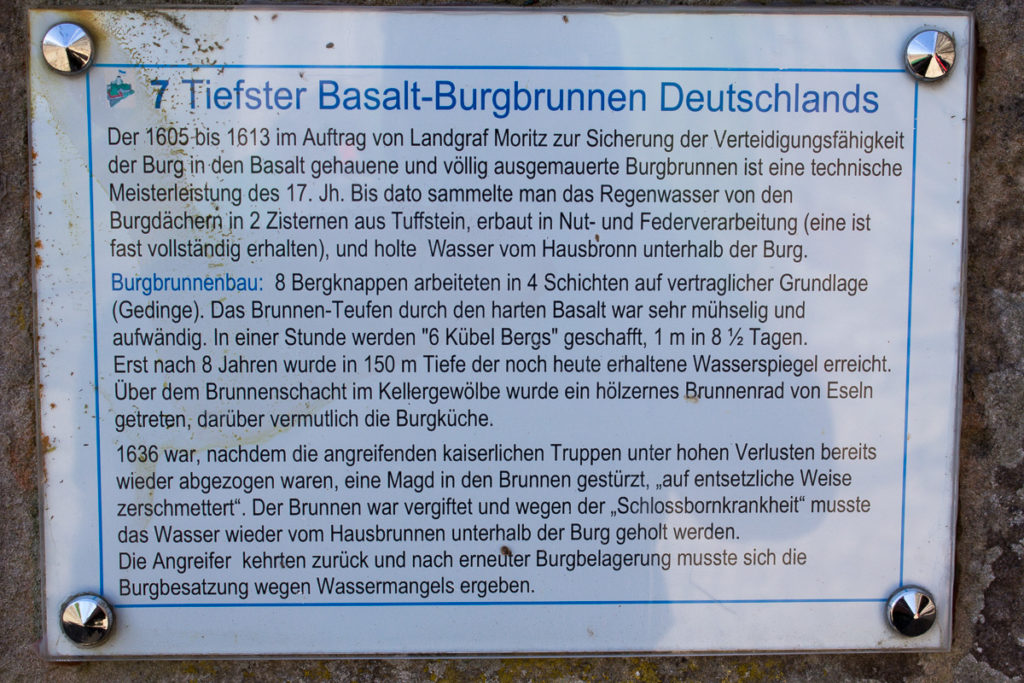 7 Tiefster Basalt-Burgbrunnen Deutschlands
Der 1605 bis 1613 im Auftrag von Landgraf Moritz zur Sicherung der Verteidigungsfähigkeit
der Burg in den Basalt gehauene und völlig ausgemauerte Burgbrunnen ist eine technische
Meisterleistung des 17. Jh. Bis dato sammelte man das Regenwasser von den
Burgdächern in 2 Zisternen aus Tuffstein, erbaut in Nut- und Federverarbeitung (eine ist
fast vollständig erhalten), und holte  Wasser vom Hausbronn unterhalb der Burg.
Burgbrunnenbau:  8 Bergknappen arbeiteten in 4 Schichten auf vertraglicher Grundlage
(Gedinge). Das Brunnen-Teufen durch den harten Basalt war sehr mühselig und
aufwändig. In einer Stunde werden "6 Kübel Bergs" geschafft, 1 m in 8 ½ Tagen.
Erst nach 8 Jahren wurde in 150 m Tiefe der noch heute erhaltene Wasserspiegel erreicht.
Über dem Brunnenschacht im Kellergewölbe wurde ein hölzernes Brunnenrad von Eseln
getreten, darüber vermutlich die Burgküche.
1636 war, nachdem die angreifenden kaiserlichen Truppen unter hohen Verlusten bereits
wieder abgezogen waren, eine Magd in den Brunnen gestürzt, „auf entsetzliche Weise
zerschmettert“. Der Brunnen war vergiftet und wegen der „Schlossbornkrankheit“ musste
das Wasser wieder vom Hausbrunnen unterhalb der Burg geholt werden.
Die Angreifer  kehrten zurück und nach erneuter Burgbelagerung musste sich die
Burgbesatzung wegen Wassermangels ergeben.